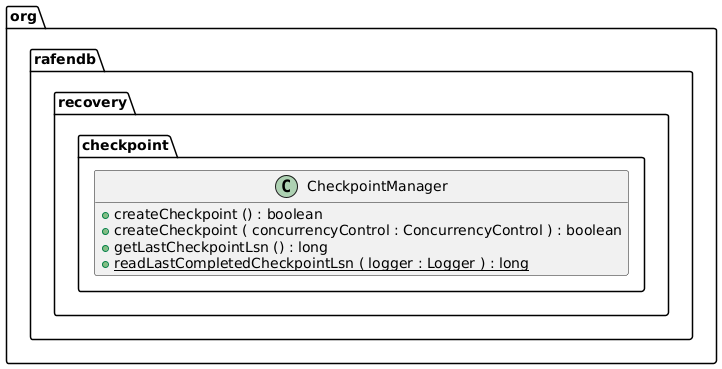 org
rafendb
recovery
checkpoint
C CheckpointManager
createCheckpoint () : boolean
createCheckpoint ( concurrencyControl : ConcurrencyControl ) : boolean
getLastCheckpointLsn () : long
readLastCompletedCheckpointLsn ( logger : Logger ) : long